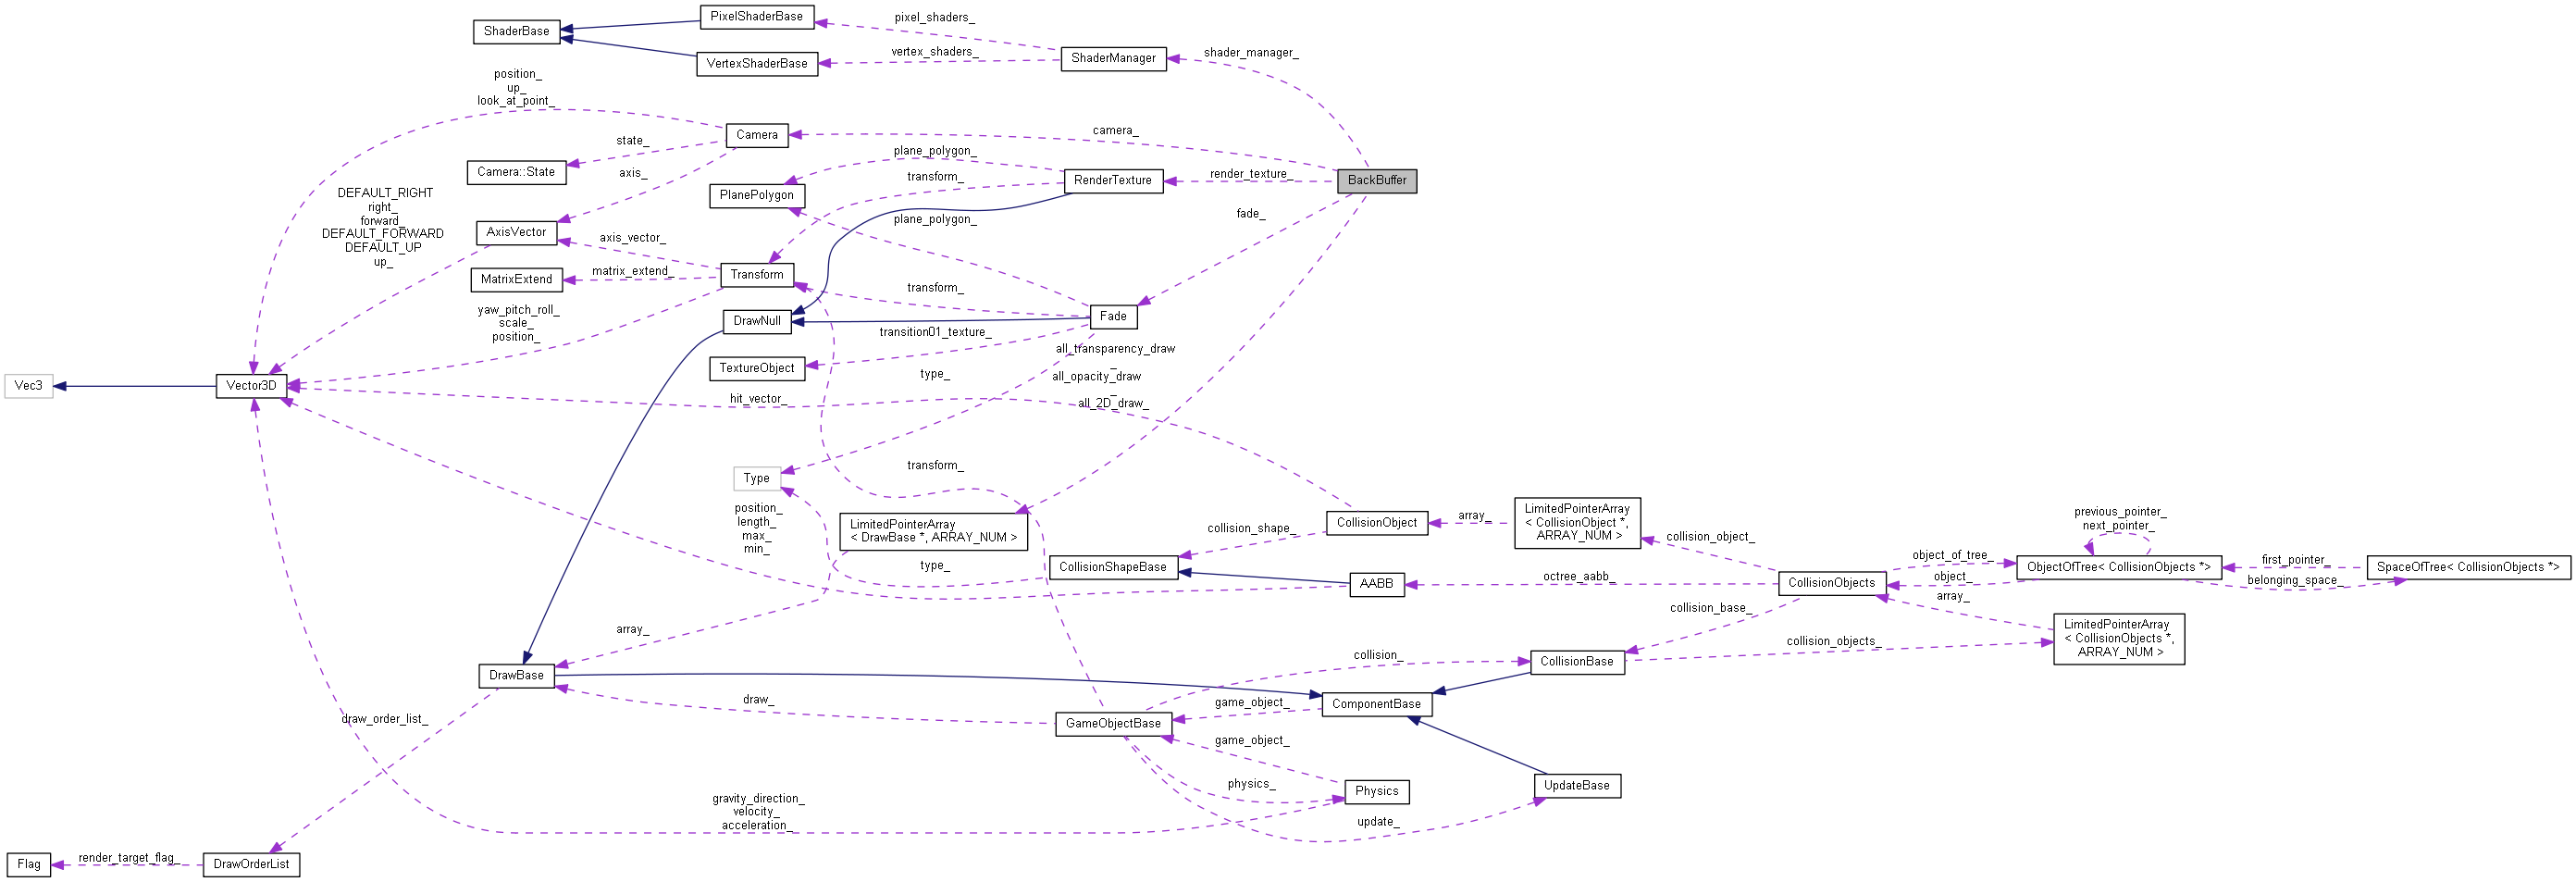 PixelShaderBase
pixel_shaders_
ShaderBase
vertex_shaders_
shader_manager_
ShaderManager
VertexShaderBase
position_
up_
look_at_point_
Camera
camera_
state_
plane_polygon_
Camera::State
axis_
transform_
RenderTexture
render_texture_
BackBuffer
DEFAULT_RIGHT
right_
forward_
DEFAULT_FORWARD
DEFAULT_UP
up_
PlanePolygon
plane_polygon_
fade_
AxisVector
axis_vector_
matrix_extend_
MatrixExtend
Transform
transform_
yaw_pitch_roll_
scale_
position_
DrawNull
Fade
transition01_texture_
all_transparency_draw
_
all_opacity_draw
_
all_2D_draw_
TextureObject
type_
Vec3
Vector3D
hit_vector_
Type
transform_
position_
length_
max_
min_
LimitedPointerArray
< DrawBase *, ARRAY_NUM >
collision_shape_
CollisionObject
array_
LimitedPointerArray
< CollisionObject *,
ARRAY_NUM >
collision_object_
previous_pointer_
next_pointer_
type_
CollisionShapeBase
AABB
octree_aabb_
CollisionObjects
object_of_tree_
object_
array_
ObjectOfTree< CollisionObjects *>
first_pointer_
belonging_space_
SpaceOfTree< CollisionObjects *>
array_
collision_base_
collision_objects_
LimitedPointerArray
< CollisionObjects *,
ARRAY_NUM >
DrawBase
collision_
CollisionBase
draw_order_list_
draw_
GameObjectBase
game_object_
ComponentBase
game_object_
physics_
Physics
UpdateBase
gravity_direction_
velocity_
acceleration_
update_
Flag
render_target_flag_
DrawOrderList